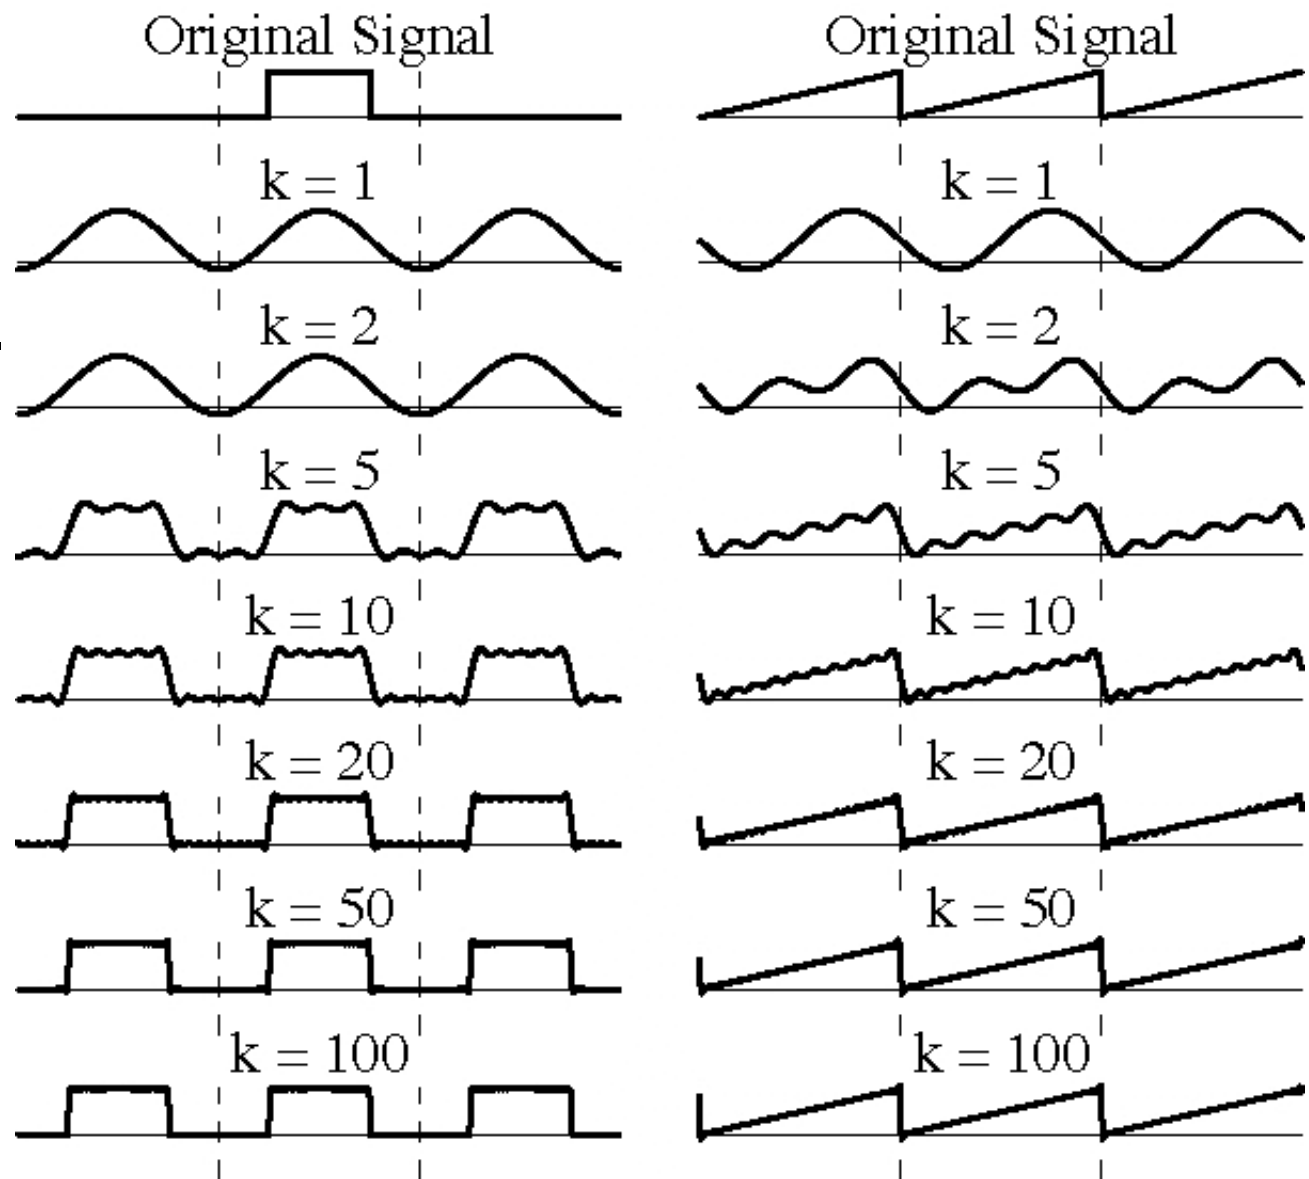 Original Signal
k = 1
k = 2
k = 5
k = 10
k = 20
k = 50
k = 100
Original Signal
k = 1
k = 2
k = 5
k = 10
k = 20
k = 50
k = 100